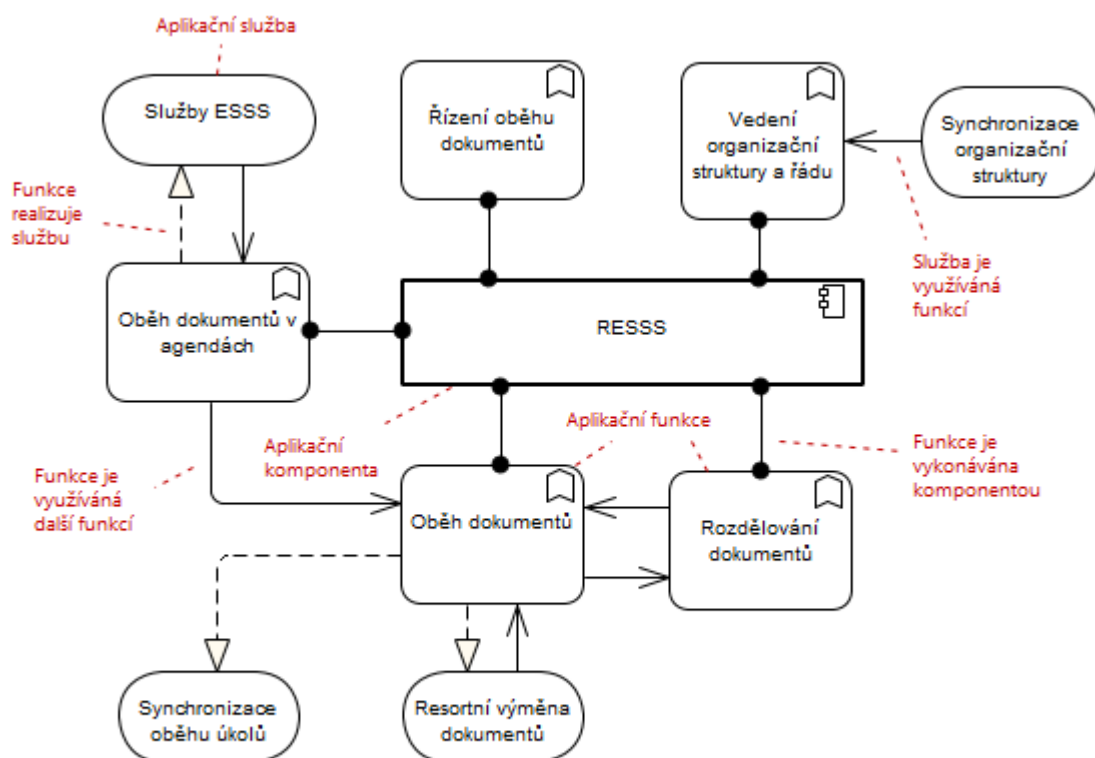 Aplikační služba
Služby ESSS
Řízení oběhu
dokumentů
Vedení
organizační
struktury a řádu
Synchronizace
organizační
struktury
Funkce
realizuje
službu
Služba je
využíváná
funkcí
Oběh dokumentů v
agendách
RESSS
Funkce je
využíváná
další funkcí
Aplikační
komponenta
Aplikační funkce
Funkce je
vykonávána
komponentou
Oběh dokumentů
Rozdělování
dokumentů
Synchronizace
oběhu úkolů
Resortní výměna
dokumentů